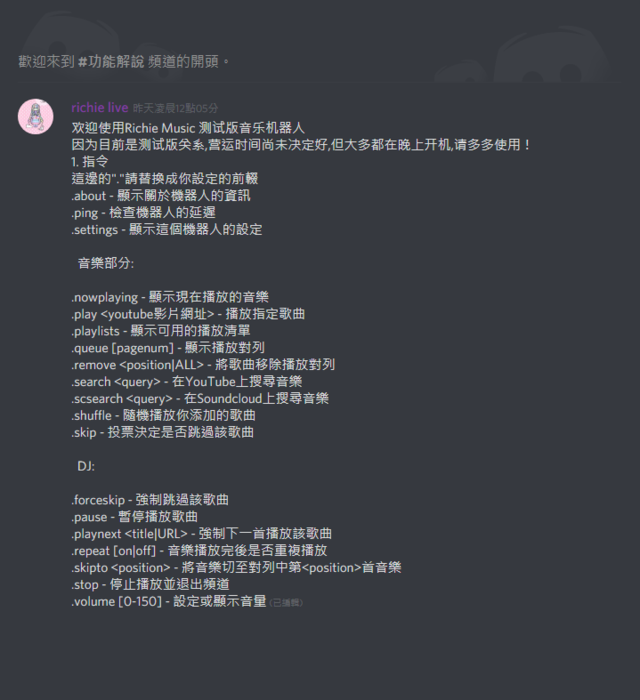 歡迎來到 #功能解說 頻道的開頭。
richie live 昨天凌晨12點05分
欢迎使用Richie Music 测试版音乐机器人
因为目前是测试版关系,营运时间尚未决定好,但大多都在晚上开机,请多多使用！
1. 指令
這邊的"."請替換成你設定的前輟
.about - 顯示關於機器人的資訊
.ping - 檢查機器人的延遲
.settings - 顯示這個機器人的設定
音樂部分:
.nowplaying - 顯示現在播放的音樂
.play <youtube影片網址> - 播放指定歌曲
.playlists - 顯示可用的播放清單
.queue [pagenum] - 顯示播放對列
.remove <position|ALL> - 將歌曲移除播放對列
.search <query> - 在YouTube上搜尋音樂
.scsearch <query> - 在Soundcloud上搜尋音樂
.shuffle - 隨機播放你添加的歌曲
.skip - 投票決定是否跳過該歌曲
DJ:
.forceskip - 強制跳過該歌曲
.pause - 暫停播放歌曲
.playnext <title|URL> - 強制下一首播放該歌曲
.repeat [on|off] - 音樂播放完後是否重複播放
.skipto <position> - 將音樂切至對列中第<position>首音樂
.stop - 停止播放並退出頻道
.volume [0-150] - 設定或顯示音量 (已編輯)